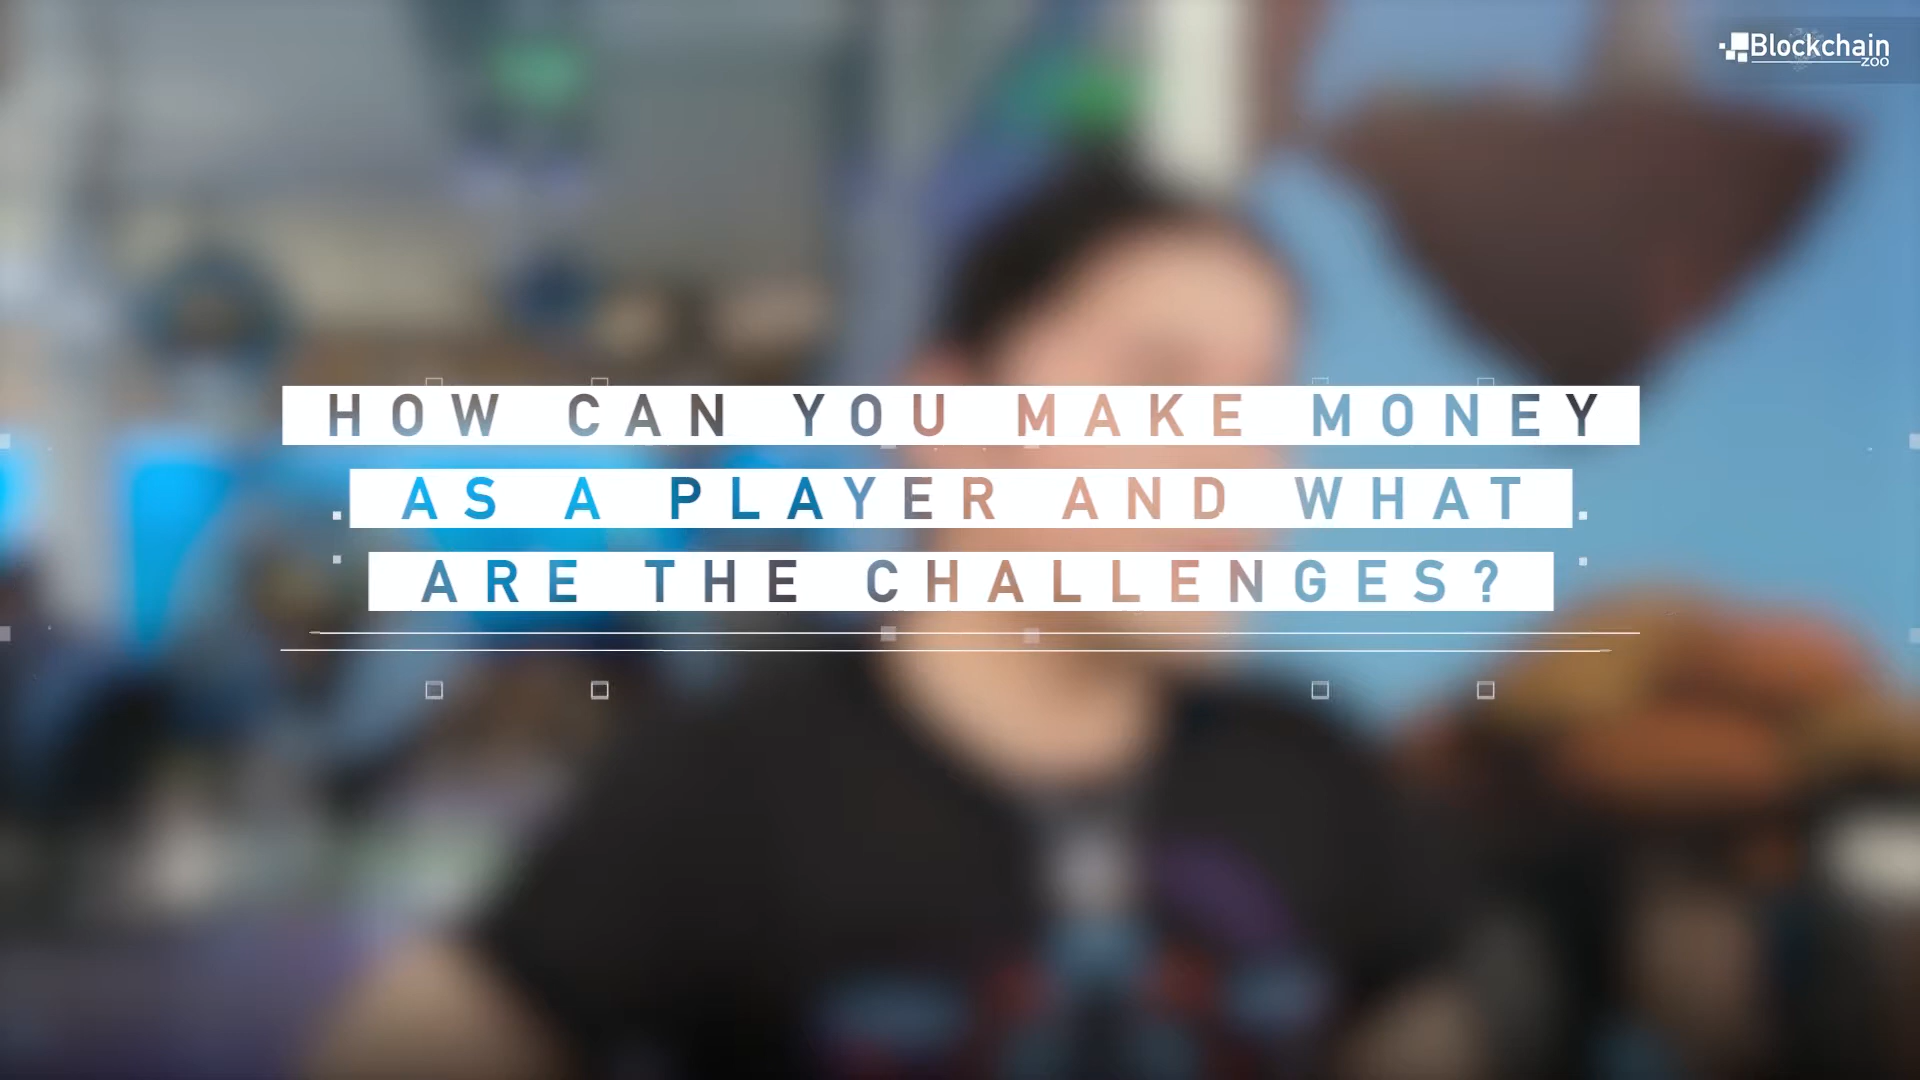 Blockchain
ZOO
HOW CAN YOU MAKE MONEY
AS A PLAYER AND WHAT
ARE THE CHALLENGES?